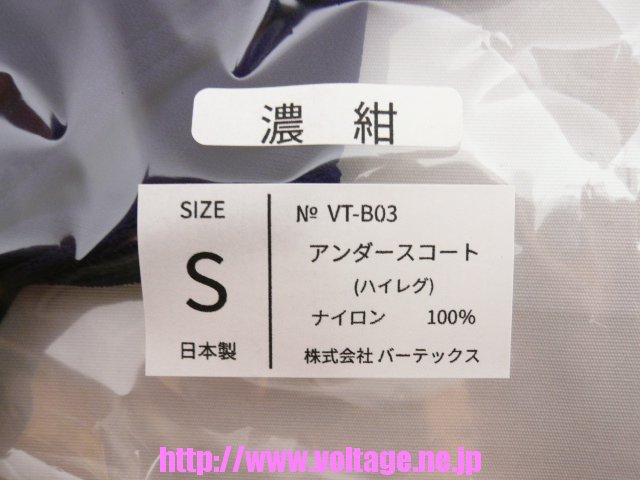 濃　紺
SIZE
S
日本製
№ VT-B03
アンダースコート
(ハイレグ)
ナイロン　100%
株式会社 バーテックス
http://www.voltage.ne.jp